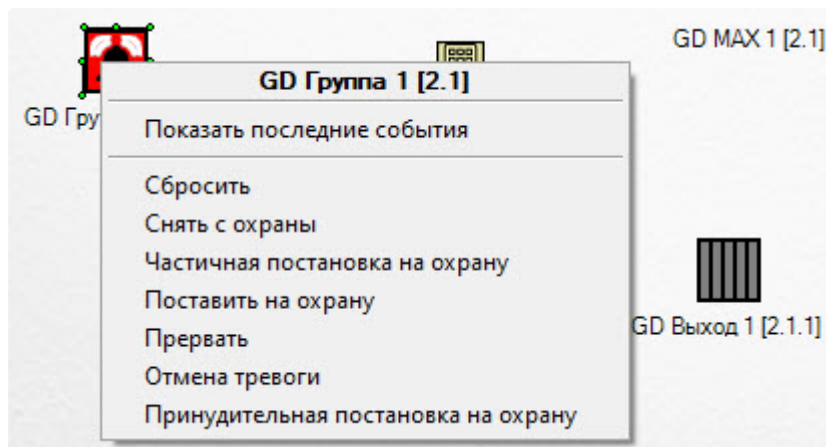 GD MAX 1 [2.1]
GD Гру
GD Группа 1 [2.1]
Показать последние события
Сбросить
Снять с охраны
Частичная постановка на охрану
Поставить на охрану
Прервать
Отмена тревоги
Принудительная постановка на охрану
GD Выход 1 [2.1.1]